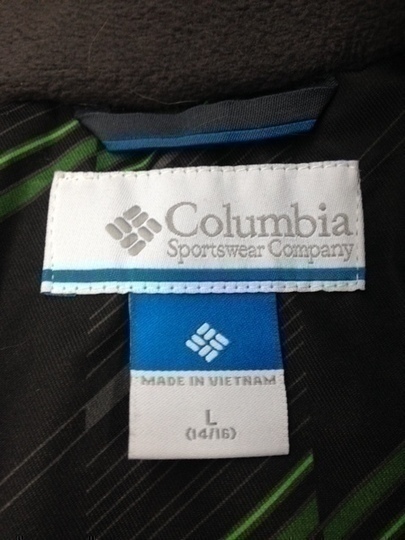 Columbia
Sportswear Company
MADE IN VIETNAM
L
(14/16)